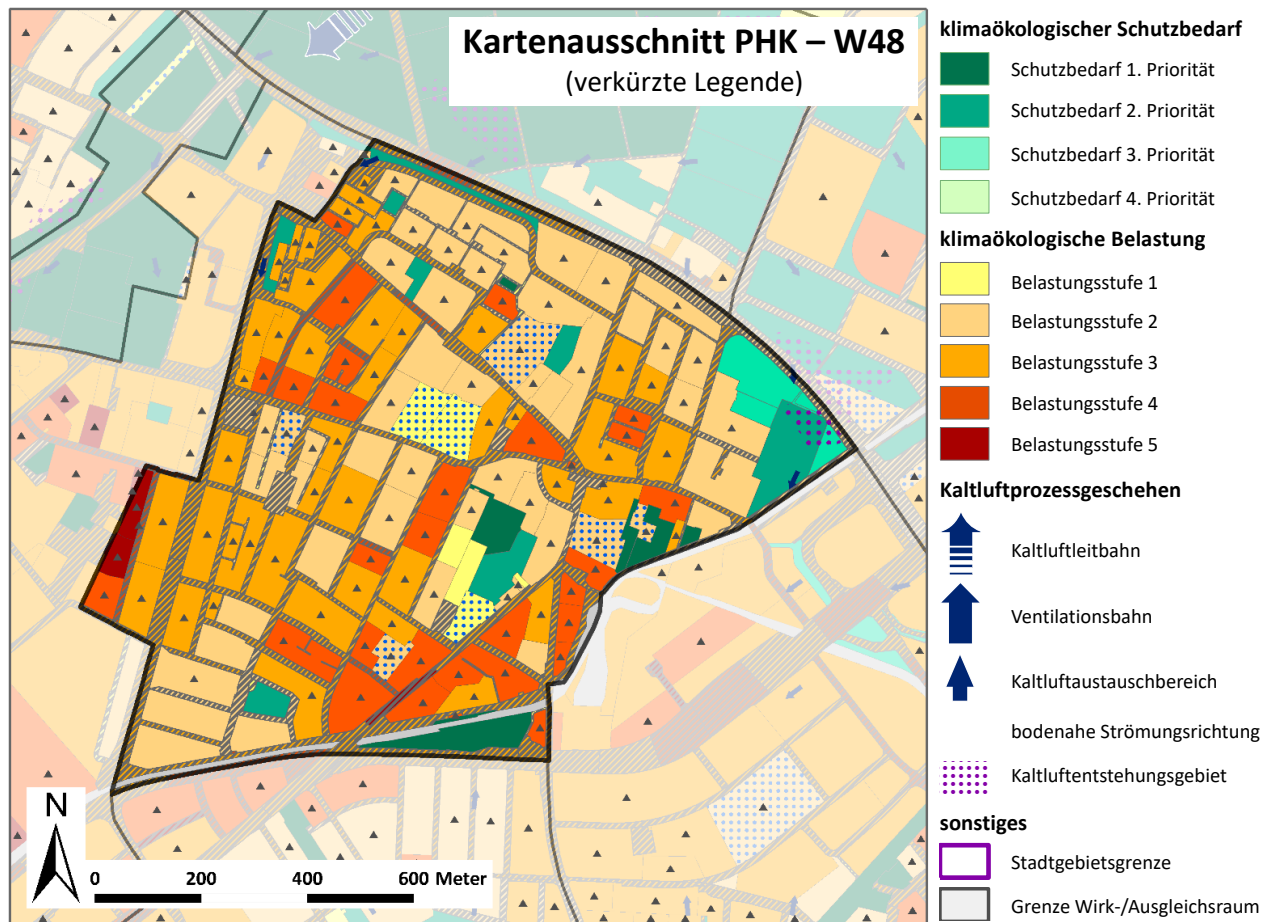 Kartenausschnitt PHK – W48
(verkürzte Legende)
klimaökologischer Schutzbedarf
Schutzbedarf 1. Priorität
Schutzbedarf 2. Priorität
Schutzbedarf 3. Priorität
Schutzbedarf 4. Priorität
klimaökologische Belastung
Belastungsstufe 1
Belastungsstufe 2
Belastungsstufe 3
Belastungsstufe 4
Belastungsstufe 5
Kaltluftprozessgeschehen
Kaltluftleitbahn
Ventilationsbahn
Kaltluftaustauschbereich
bodennahe Strömungsrichtung
Kaltluftentstehungsgebiet
sonstiges
Stadtgebietsgrenze
Grenze Wirk-/Ausgleichsraum
N
0 200 400 600 Meter